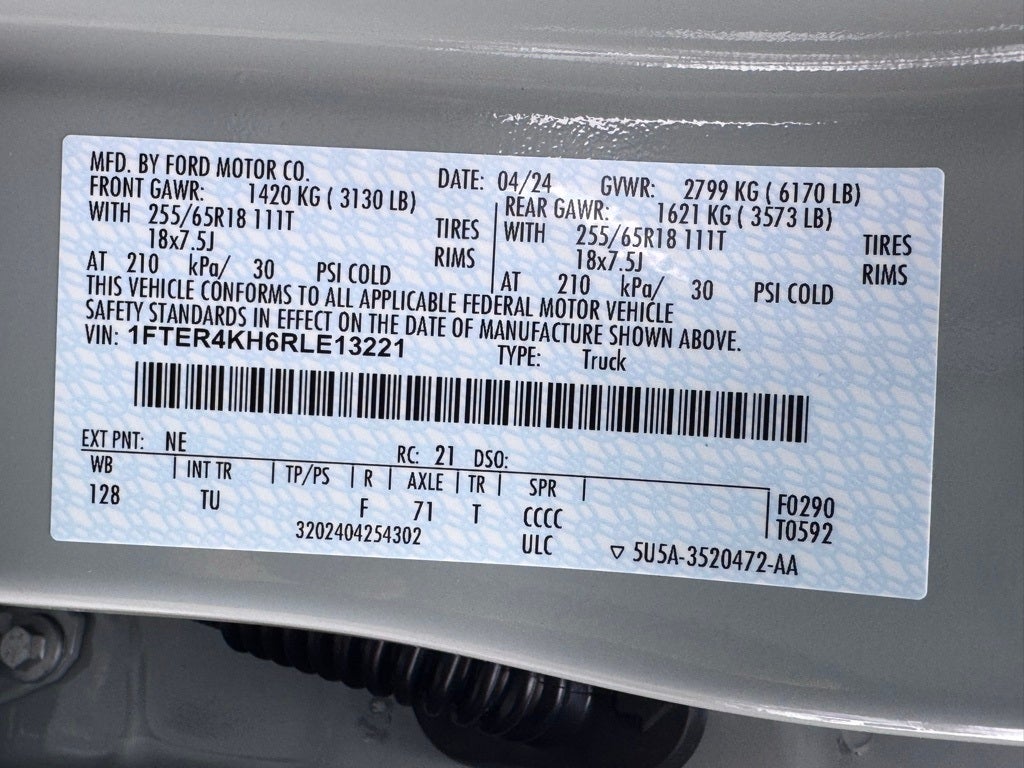 MFD. BY FORD MOTOR CO. DATE: 04/24 GVWR: 2799 KG ( 6170 LB)
FRONT GAWR: 1420 KG ( 3130 LB) REAR GAWR: 1621 KG ( 3573 LB)
WITH 255/65R18 111T TIRES WITH 255/65R18 111T TIRES
18x7.5J RIMS 18x7.5J RIMS
AT 210 kPa/ 30 PSI COLD AT 210 kPa/ 30 PSI COLD
THIS VEHICLE CONFORMS TO ALL APPLICABLE FEDERAL MOTOR VEHICLE
SAFETY STANDARDS IN EFFECT ON THE DATE OF MANUFACTURE SHOWN ABOVE.
VIN: 1FTER4KH6RLE13221 TYPE: Truck
EXT PNT: NE RC: 21 DSO:
WB INT TR TP/PS R AXLE TR SPR F0290
128 TU F 71 T CCCC T0592
3202404254302 ULC ▽ 5U5A-3520472-AA